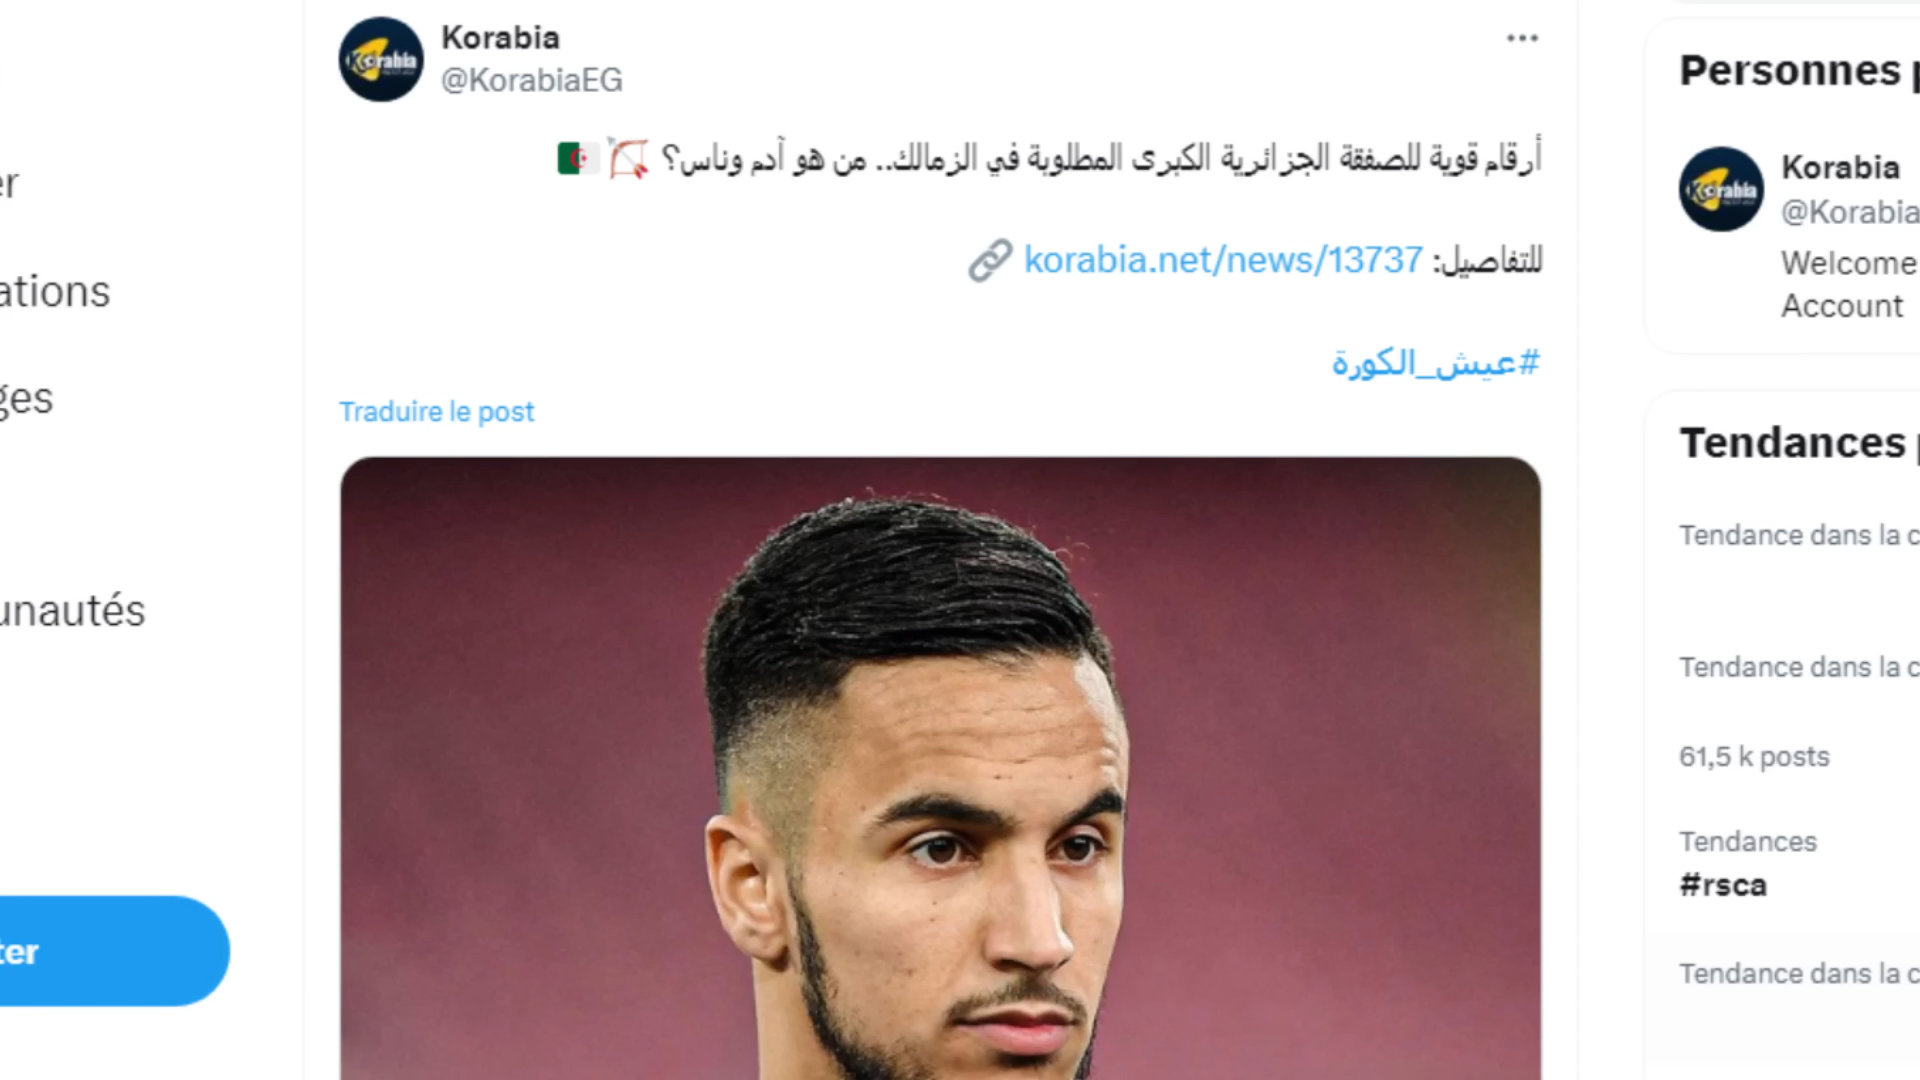 Korabia
@KorabiaEG
أرقام قوية للصفقة الجزائرية الكبرى المطلوبة في الزمالك.. من هو آدم وناس؟
للتفاصيل: korabia.net/news/13737
#عيش_الكورة
Traduire le post
er
ations
ges
unautés
ter
Personnes p
Korabia
@Korabia
Welcome
Account
Tendances p
Tendance dans la c
Tendance dans la c
61,5 k posts
Tendances
#rsca
Tendance dans la c